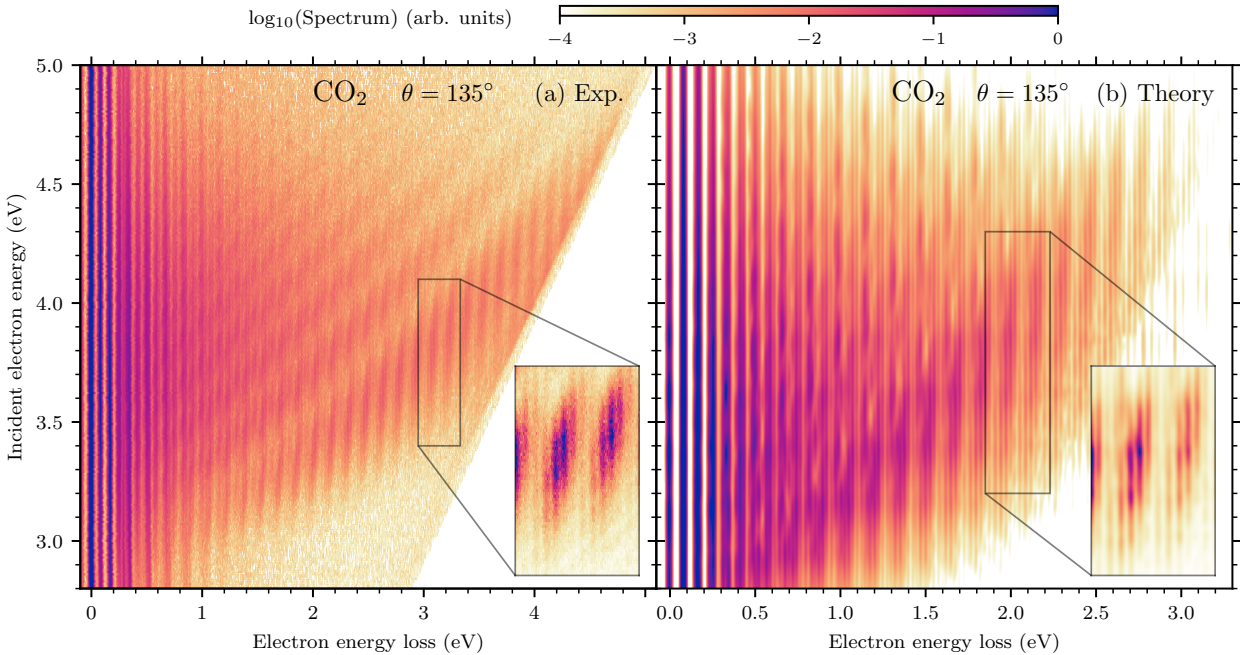 log₁₀(Spectrum) (arb. units)
−4 −3 −2 −1 0
CO₂ θ = 135° (a) Exp.
CO₂ θ = 135° (b) Theory
Incident electron energy (eV)
5.0
4.5
4.0
3.5
3.0
0 1 2 3 4
Electron energy loss (eV)
0.0 0.5 1.0 1.5 2.0 2.5 3.0
Electron energy loss (eV)